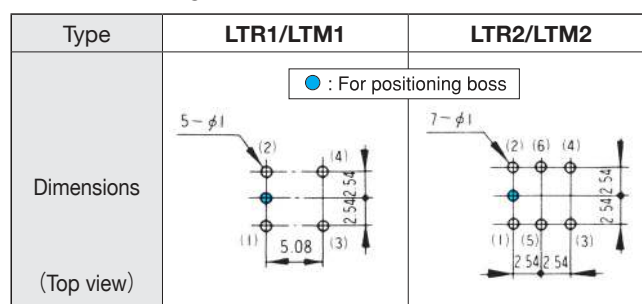 Type
LTR1/LTM1
LTR2/LTM2
: For positioning boss
Dimensions
(Top view)
5-φ1
(2)
(4)
2.54
2.54
(1)
5.08
(3)
7-φ1
(2) (6) (4)
2.54
2.54
(1) (5) (3)
2.54 2.54